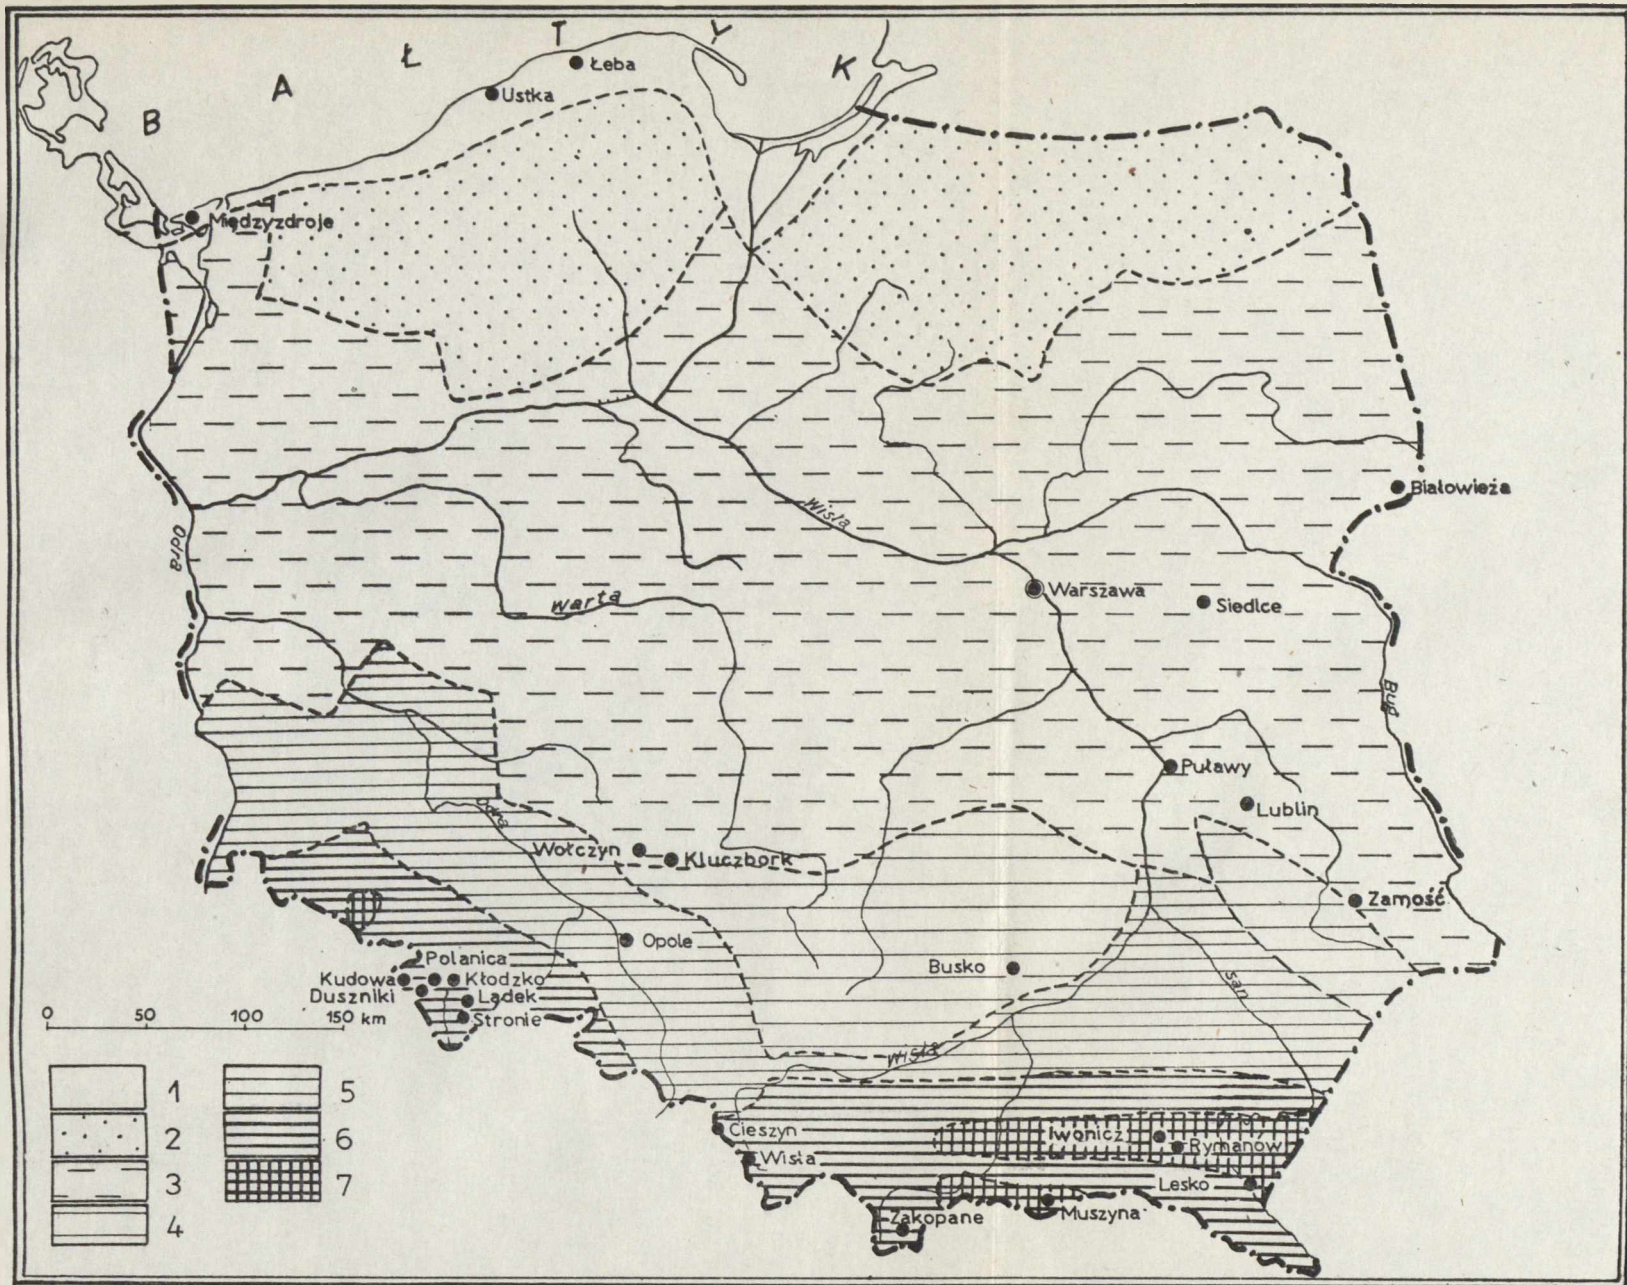 B A Ł T Y K
Łeba
Ustka
Międzyzdroje
Białowieża
Wisła
Odra
Warszawa
Siedlce
Warta
Bug
Puławy
Lublin
Odra
Wołczyn
Kluczbork
Zamość
Opole
Busko
San
Polanica
Kudowa
Kłodzko
Duszniki
Lądek
Stronie
0 50 100 150 km
Wisła
1
2
3
4
5
6
7
Cieszyn
Wisła
Iwonicz
Rymanów
Lesko
Zakopane
Muszyna